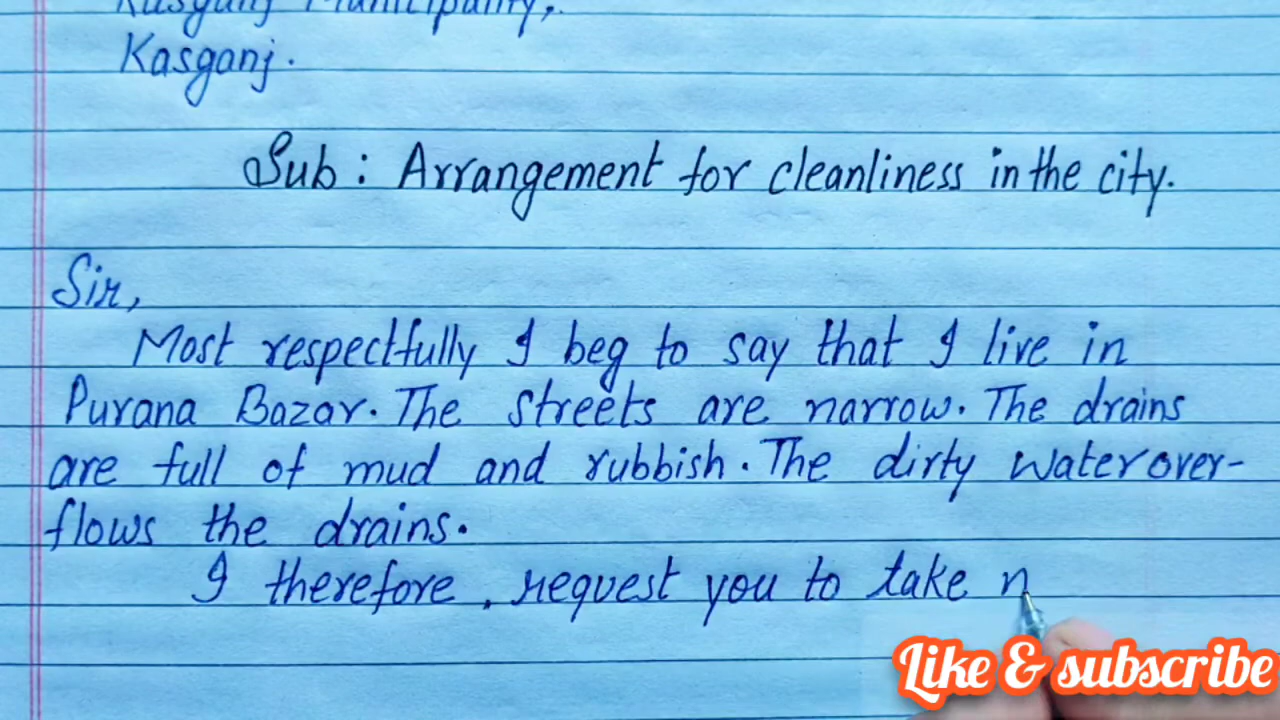 Kasganj Municipality,
Kasganj.
Sub : Arrangement for cleanliness in the city.
Sir,
Most respectfully I beg to say that I live in
Purana Bazar. The streets are narrow. The drains
are full of mud and rubbish. The dirty water over-
flows the drains.
I therefore, request you to take n
Like & subscribe